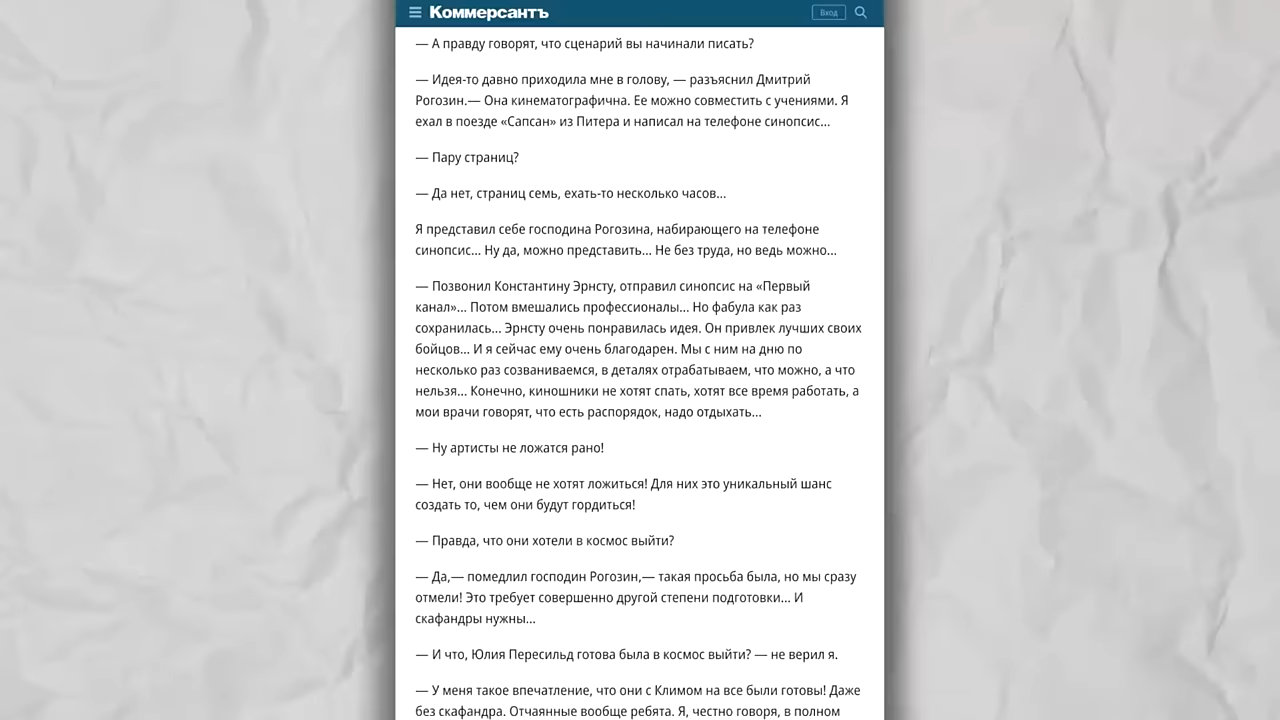 Коммерсантъ
Вход
— А правду говорят, что сценарий вы начинали писать?
— Идея-то давно приходила мне в голову, — разъяснил Дмитрий
Рогозин.— Она кинематографична. Ее можно совместить с учениями. Я
ехал в поезде «Сапсан» из Питера и написал на телефоне синопсис...
— Пару страниц?
— Да нет, страниц семь, ехать-то несколько часов...
Я представил себе господина Рогозина, набирающего на телефоне
синопсис... Ну да, можно представить... Не без труда, но ведь можно...
— Позвонил Константину Эрнсту, отправил синопсис на «Первый
канал»... Потом вмешались профессионалы... Но фабула как раз
сохранилась... Эрнсту очень понравилась идея. Он привлек лучших своих
бойцов... И я сейчас ему очень благодарен. Мы с ним на дню по
несколько раз созваниваемся, в деталях отрабатываем, что можно, а что
нельзя... Конечно, киношники не хотят спать, хотят все время работать, а
мои врачи говорят, что есть распорядок, надо отдыхать...
— Ну артисты не ложатся рано!
— Нет, они вообще не хотят ложиться! Для них это уникальный шанс
создать то, чем они будут гордиться!
— Правда, что они хотели в космос выйти?
— Да,— помедлил господин Рогозин,— такая просьба была, но мы сразу
отмели! Это требует совершенно другой степени подготовки... И
скафандры нужны...
— И что, Юлия Пересильд готова была в космос выйти? — не верил я.
— У меня такое впечатление, что они с Климом на все были готовы! Даже
без скафандра. Отчаянные вообще ребята. Я, честно говоря, в полном